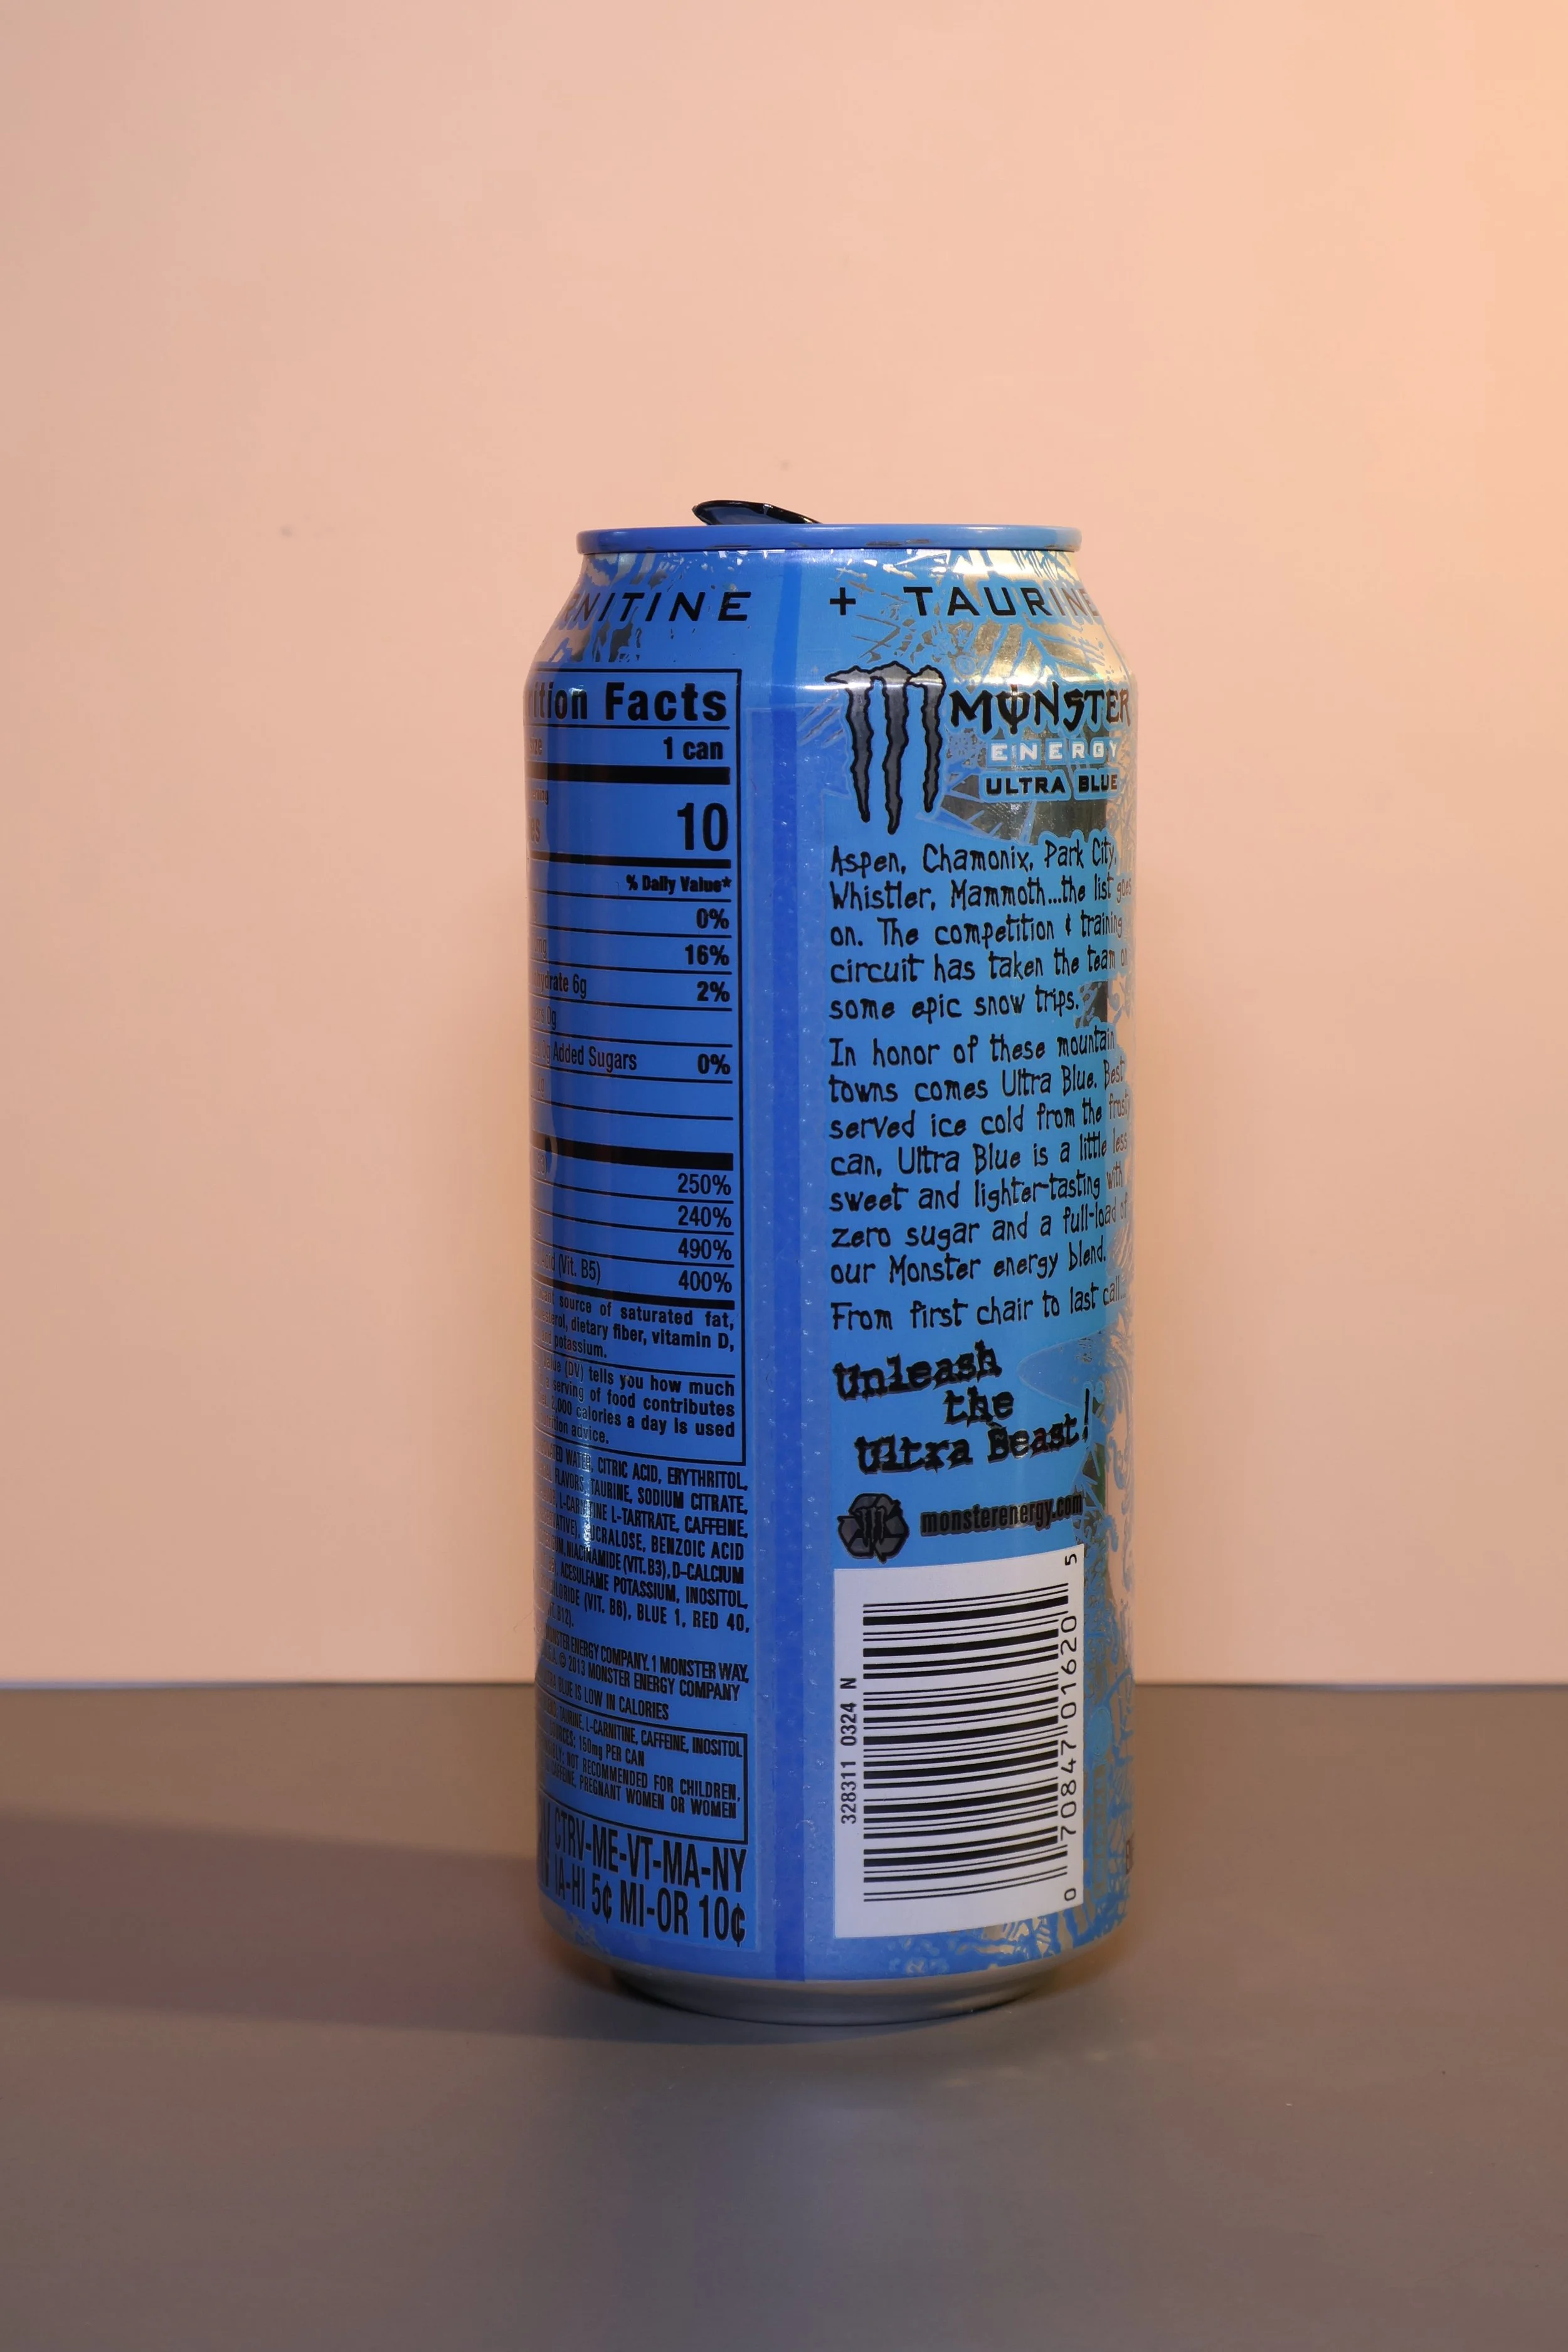 NITINE + TAURINE
ition Facts
1 can
10
% Daily Value*
0%
16%
hydrate 6g 2%
0g
Added Sugars 0%
250%
240%
490%
(Vit. B5) 400%
source of saturated fat,
dietary fiber, vitamin D,
potassium.
(DV) tells you how much
serving of food contributes
2,000 calories a day is used
advice.
WATER, CITRIC ACID, ERYTHRITOL,
FLAVORS, TAURINE, SODIUM CITRATE,
L-CARNITINE L-TARTRATE, CAFFEINE,
SUCRALOSE, BENZOIC ACID
NIACINAMIDE (VIT. B3), D-CALCIUM
ACESULFAME POTASSIUM, INOSITOL,
(VIT. B6), BLUE 1, RED 40,
B12).
MONSTER ENERGY COMPANY, 1 MONSTER WAY,
© 2013 MONSTER ENERGY COMPANY
BLUE IS LOW IN CALORIES
TAURINE, L-CARNITINE, CAFFEINE, INOSITOL
SOURCES: 150mg PER CAN
NOT RECOMMENDED FOR CHILDREN,
CAFFEINE, PREGNANT WOMEN OR WOMEN
CTRV-ME-VT-MA-NY
IA-HI 5¢ MI-OR 10¢
MONSTER
ENERGY
ULTRA BLUE
Aspen, Chamonix, Park City,
Whistler, Mammoth...the list goes
on. The competition & training
circuit has taken the team on
some epic snow trips.
In honor of these mountain
towns comes Ultra Blue. Best
served ice cold from the frosty
can, Ultra Blue is a little less
sweet and lighter-tasting with
zero sugar and a full-load of
our Monster energy blend.
From first chair to last call...
Unleash
the
Ultra Beast!
monsterenergy.com
328311 0324 N
0 70847 01620 5